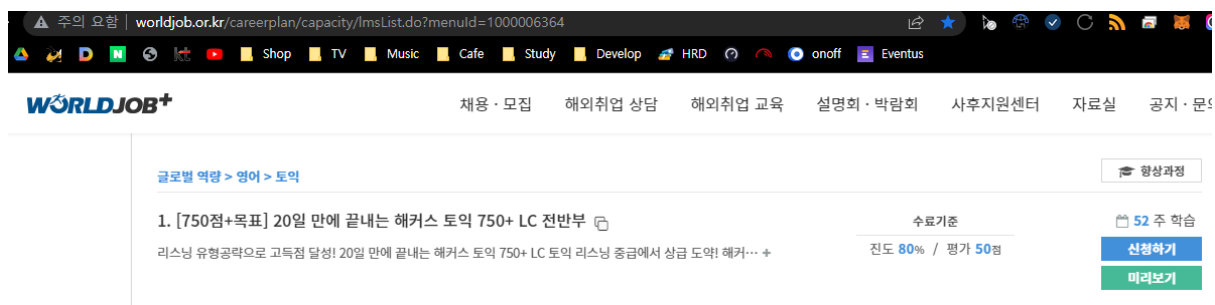 주의 요함 | worldjob.or.kr/careerplan/capacity/lmsList.do?menuId=1000006364
D N Shop TV Music Cafe Study Develop HRD onoff E Eventus
WORLDJOB+ 채용 · 모집 해외취업 상담 해외취업 교육 설명회 · 박람회 사후지원센터 자료실 공지 ·
글로벌 역량 > 영어 > 토익 향상과정
1. [750점+목표] 20일 만에 끝내는 해커스 토익 750+ LC 전반부 수료기준 52 주 학습
리스닝 유형공략으로 고득점 달성! 20일 만에 끝내는 해커스 토익 750+ LC 토익 리스닝 중급에서 상급 도약! 해커… + 진도 80% / 평가 50점 신청하기
미리보기